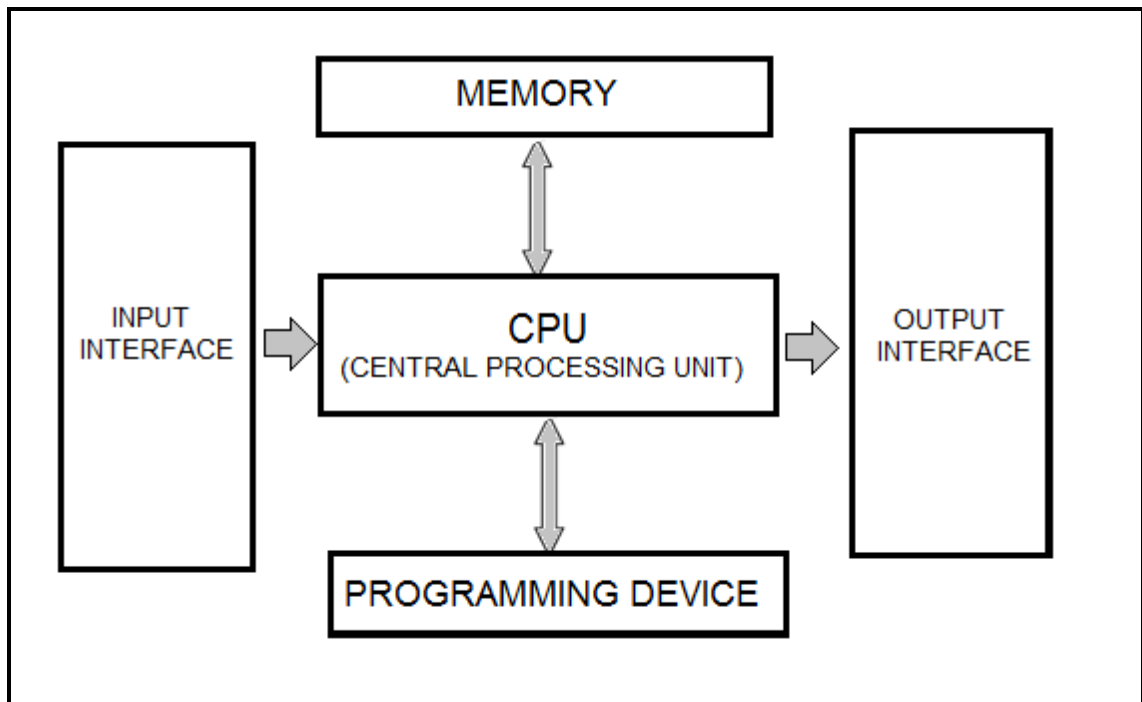 MEMORY
INPUT
INTERFACE
CPU
(CENTRAL PROCESSING UNIT)
OUTPUT
INTERFACE
PROGRAMMING DEVICE